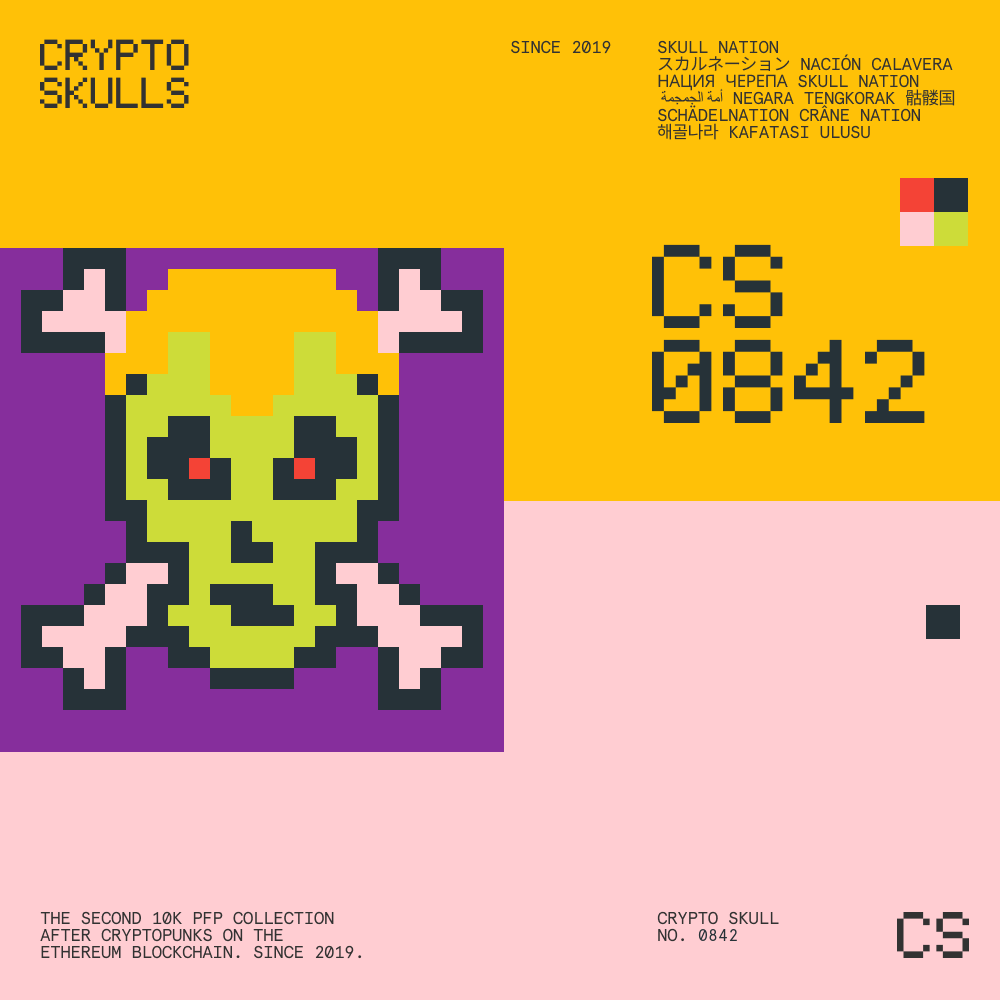 CRYPTO
SKULLS
SINCE 2019
SKULL NATION
スカルネーション NACIÓN CALAVERA
НАЦИЯ ЧЕРЕПА SKULL NATION
أمة الجمجمة NEGARA TENGKORAK 骷髅国
SCHÄDELNATION CRÂNE NATION
해골나라 KAFATASI ULUSU
CS
0842
THE SECOND 10K PFP COLLECTION
AFTER CRYPTOPUNKS ON THE
ETHEREUM BLOCKCHAIN. SINCE 2019.
CRYPTO SKULL
NO. 0842
CS